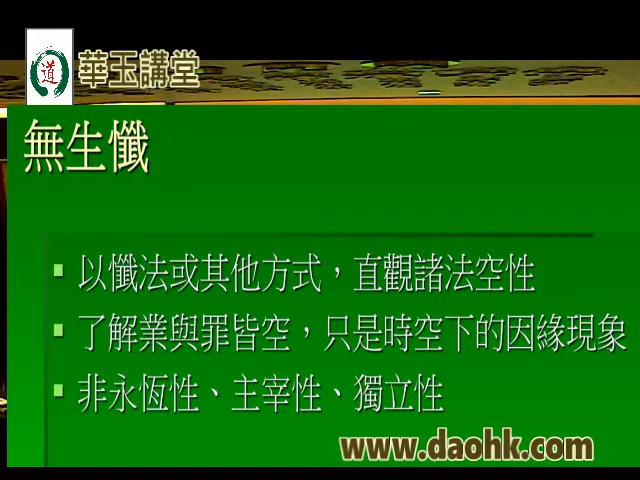 道
華玉講堂
無生懺
以懺法或其他方式，直觀諸法空性
了解業與罪皆空，只是時空下的因緣現象
非永恆性、主宰性、獨立性
www.daohk.com